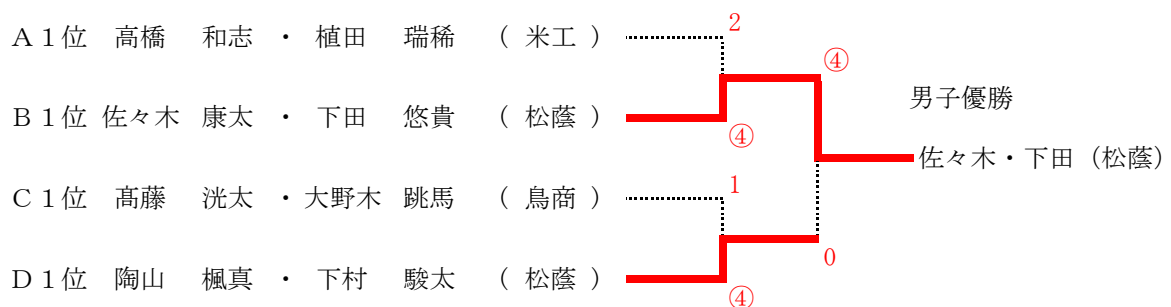 A1位 高橋 和志 ・ 植田 瑞稀 ( 米工 )
2
④
男子優勝
B1位 佐々木 康太 ・ 下田 悠貴 ( 松蔭 )
④
佐々木・下田 (松蔭)
C1位 髙藤 洸太 ・ 大野木 跳馬 ( 鳥商 )
1
0
D1位 陶山 楓真 ・ 下村 駿太 ( 松蔭 )
④